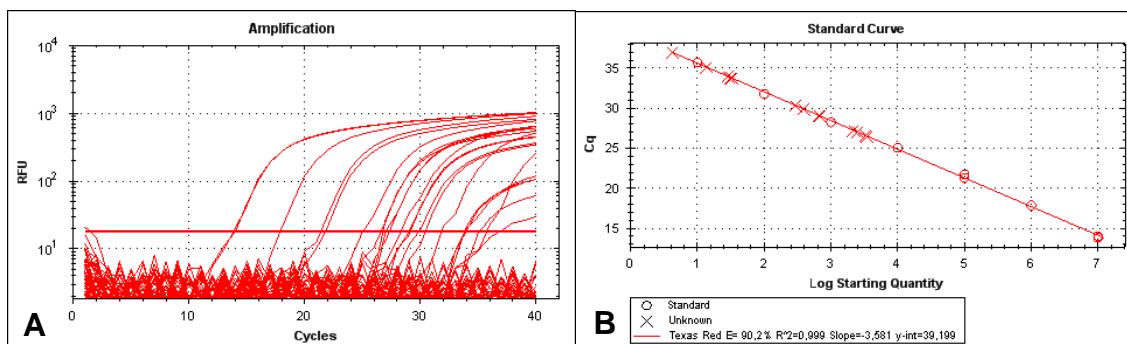 Amplification
10^4
10^3
10^2
10^1
RFU
0
10
20
30
40
Cycles
A
Standard Curve
35
30
25
20
15
Cq
0
1
2
3
4
5
6
7
Log Starting Quantity
Standard
Unknown
Texas Red E= 90,2% R^2=0,999 Slope=-3,581 y-int=39,199
B